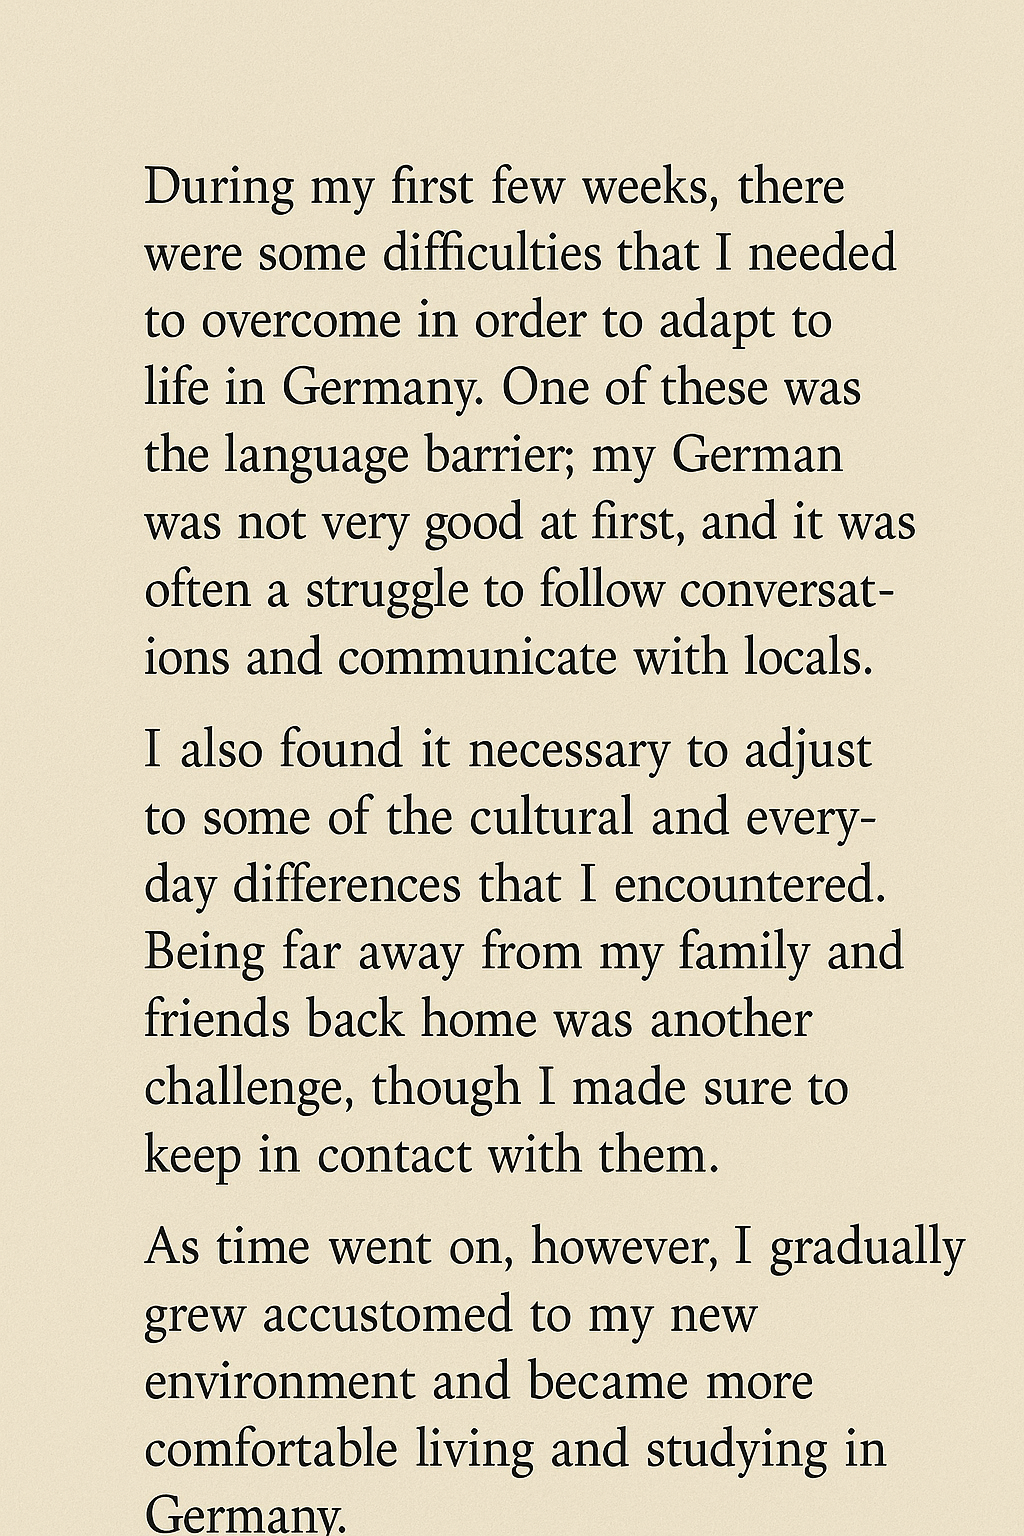 During my first few weeks, there
were some difficulties that I needed
to overcome in order to adapt to
life in Germany. One of these was
the language barrier; my German
was not very good at first, and it was
often a struggle to follow conversat-
ions and communicate with locals.
I also found it necessary to adjust
to some of the cultural and every-
day differences that I encountered.
Being far away from my family and
friends back home was another
challenge, though I made sure to
keep in contact with them.
As time went on, however, I gradually
grew accustomed to my new
environment and became more
comfortable living and studying in
Germany.